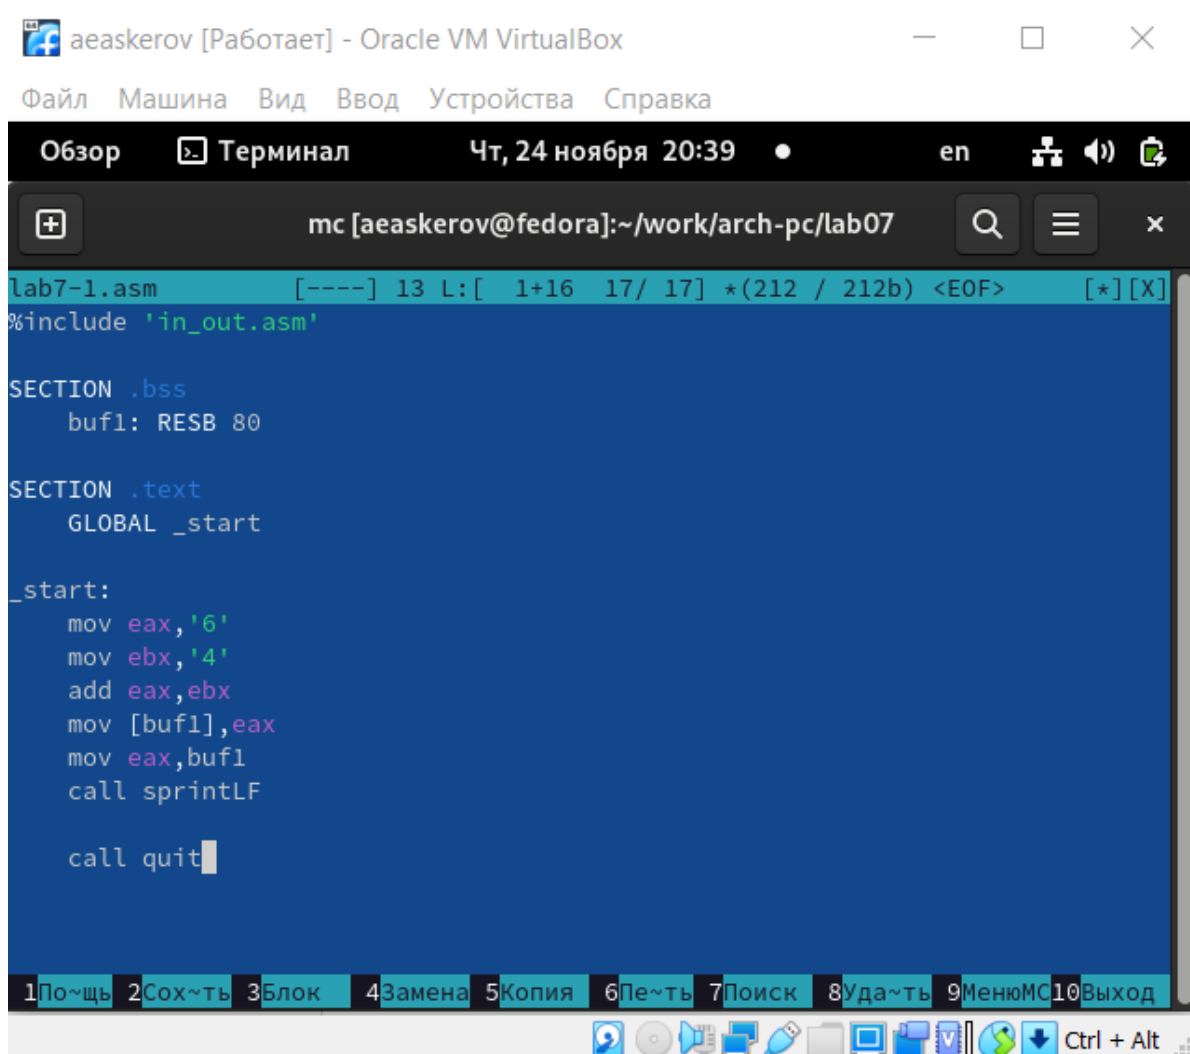 aeaskerov [Работает] - Oracle VM VirtualBox
Файл Машина Вид Ввод Устройства Справка
Обзор Терминал Чт, 24 ноября 20:39 en
mc [aeaskerov@fedora]:~/work/arch-pc/lab07
lab7-1.asm [----] 13 L:[ 1+16 17/ 17] *(212 / 212b) <EOF> [*][X]
%include 'in_out.asm'
SECTION .bss
buf1: RESB 80
SECTION .text
GLOBAL _start
_start:
mov eax,'6'
mov ebx,'4'
add eax,ebx
mov [buf1],eax
mov eax,buf1
call sprintLF
call quit
1По~щь 2Сох~ть 3Блок 4Замена 5Копия 6Пе~ть 7Поиск 8Уда~ть 9МенюМС10Выход
Ctrl + Alt